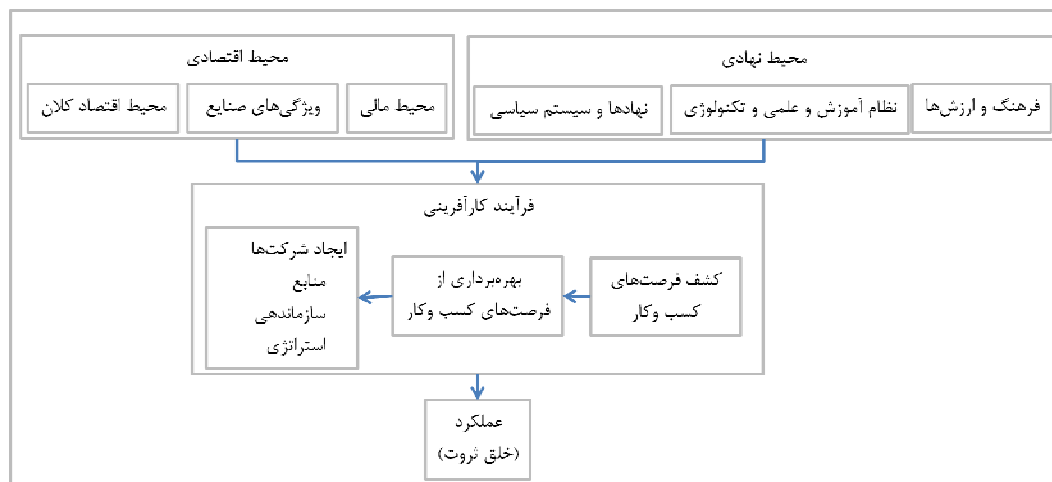 محیط نهادی
فرهنگ و ارزش‌ها
نظام آموزش و علمی و تکنولوژی
نهادها و سیستم سیاسی
محیط اقتصادی
محیط مالی
ویژگی‌های صنایع
محیط اقتصاد کلان
فرآیند کارآفرینی
کشف فرصت‌های
کسب وکار
بهره‌برداری از
فرصت‌های کسب وکار
ایجاد شرکت‌ها
منابع
سازماندهی
استراتژی
عملکرد
(خلق ثروت)